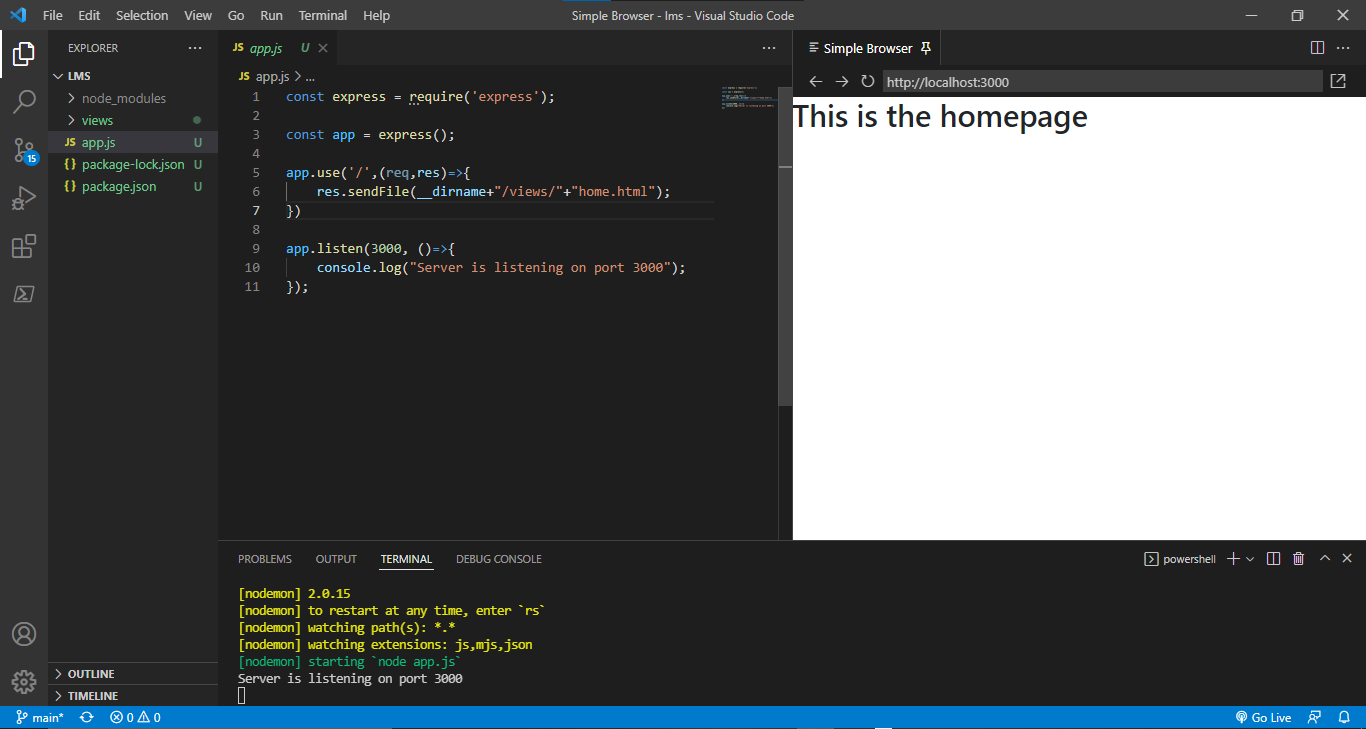 File Edit Selection View Go Run Terminal Help
Simple Browser - lms - Visual Studio Code
EXPLORER
LMS
node_modules
views
JS app.js U
{} package-lock.json U
{} package.json U
15
OUTLINE
TIMELINE
JS app.js U
JS app.js > ...
1 const express = require('express');
2
3 const app = express();
4
5 app.use('/',(req,res)=>{
6 res.sendFile(__dirname+"/views/"+"home.html");
7 })
8
9 app.listen(3000, ()=>{
10 console.log("Server is listening on port 3000");
11 });
Simple Browser
http://localhost:3000
This is the homepage
PROBLEMS OUTPUT TERMINAL DEBUG CONSOLE
powershell
[nodemon] 2.0.15
[nodemon] to restart at any time, enter `rs`
[nodemon] watching path(s): *.*
[nodemon] watching extensions: js,mjs,json
[nodemon] starting `node app.js`
Server is listening on port 3000
main* 0 0
Go Live